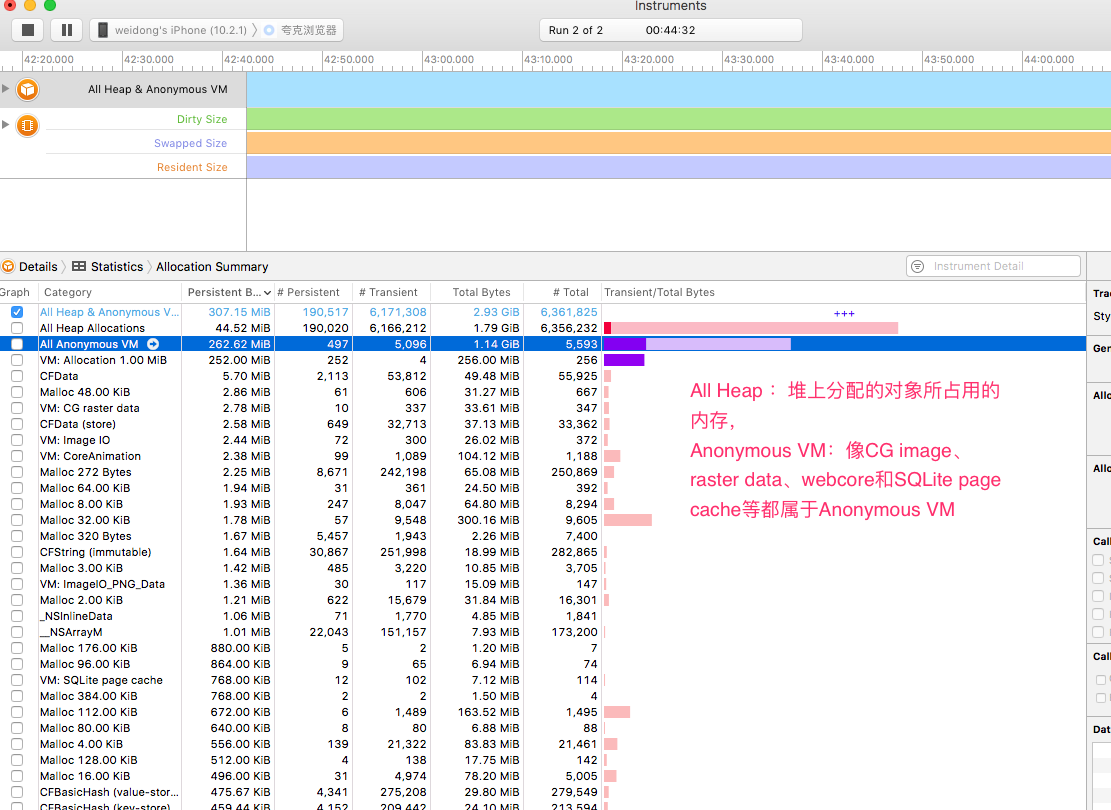 Instruments
weidong's iPhone (10.2.1) 夸克浏览器 Run 2 of 2 00:44:32
42:20.000 42:30.000 42:40.000 42:50.000 43:00.000 43:10.000 43:20.000 43:30.000 43:40.000 43:50.000 44:00.000
All Heap & Anonymous VM
Dirty Size
Swapped Size
Resident Size
Details Statistics Allocation Summary Instrument Detail
Graph Category Persistent B... # Persistent # Transient Total Bytes # Total Transient/Total Bytes
All Heap & Anonymous V... 307.15 MiB 190,517 6,171,308 2.93 GiB 6,361,825 +++
All Heap Allocations 44.52 MiB 190,020 6,166,212 1.79 GiB 6,356,232
All Anonymous VM 262.62 MiB 497 5,096 1.14 GiB 5,593
VM: Allocation 1.00 MiB 252.00 MiB 252 4 256.00 MiB 256
CFData 5.70 MiB 2,113 53,812 49.48 MiB 55,925
Malloc 48.00 KiB 2.86 MiB 61 606 31.27 MiB 667
VM: CG raster data 2.78 MiB 10 337 33.61 MiB 347
CFData (store) 2.58 MiB 649 32,713 37.13 MiB 33,362
VM: Image IO 2.44 MiB 72 300 26.02 MiB 372
VM: CoreAnimation 2.38 MiB 99 1,089 104.12 MiB 1,188
Malloc 272 Bytes 2.25 MiB 8,671 242,198 65.08 MiB 250,869
Malloc 64.00 KiB 1.94 MiB 31 361 24.50 MiB 392
Malloc 8.00 KiB 1.93 MiB 247 8,047 64.80 MiB 8,294
Malloc 32.00 KiB 1.78 MiB 57 9,548 300.16 MiB 9,605
Malloc 320 Bytes 1.67 MiB 5,457 1,943 2.26 MiB 7,400
CFString (immutable) 1.64 MiB 30,867 251,998 18.99 MiB 282,865
Malloc 3.00 KiB 1.42 MiB 485 3,220 10.85 MiB 3,705
VM: ImageIO_PNG_Data 1.36 MiB 30 117 15.09 MiB 147
Malloc 2.00 KiB 1.21 MiB 622 15,679 31.84 MiB 16,301
_NSInlineData 1.06 MiB 71 1,770 4.85 MiB 1,841
__NSArrayM 1.01 MiB 22,043 151,157 7.93 MiB 173,200
Malloc 176.00 KiB 880.00 KiB 5 2 1.20 MiB 7
Malloc 96.00 KiB 864.00 KiB 9 65 6.94 MiB 74
VM: SQLite page cache 768.00 KiB 12 102 7.12 MiB 114
Malloc 384.00 KiB 768.00 KiB 2 2 1.50 MiB 4
Malloc 112.00 KiB 672.00 KiB 6 1,489 163.52 MiB 1,495
Malloc 80.00 KiB 640.00 KiB 8 80 6.88 MiB 88
Malloc 4.00 KiB 556.00 KiB 139 21,322 83.83 MiB 21,461
Malloc 128.00 KiB 512.00 KiB 4 138 17.75 MiB 142
Malloc 16.00 KiB 496.00 KiB 31 4,974 78.20 MiB 5,005
CFBasicHash (value-stor... 475.67 KiB 4,341 275,208 29.80 MiB 279,549
CFBasicHash (key-store) 459.44 KiB 4,152 209,442 24.10 MiB 213,594
All Heap ：堆上分配的对象所占用的
内存，
Anonymous VM：像CG image、
raster data、webcore和SQLite page
cache等都属于Anonymous VM
Trac
Sty
Gen
Allo
Allo
Call
Call
Dat